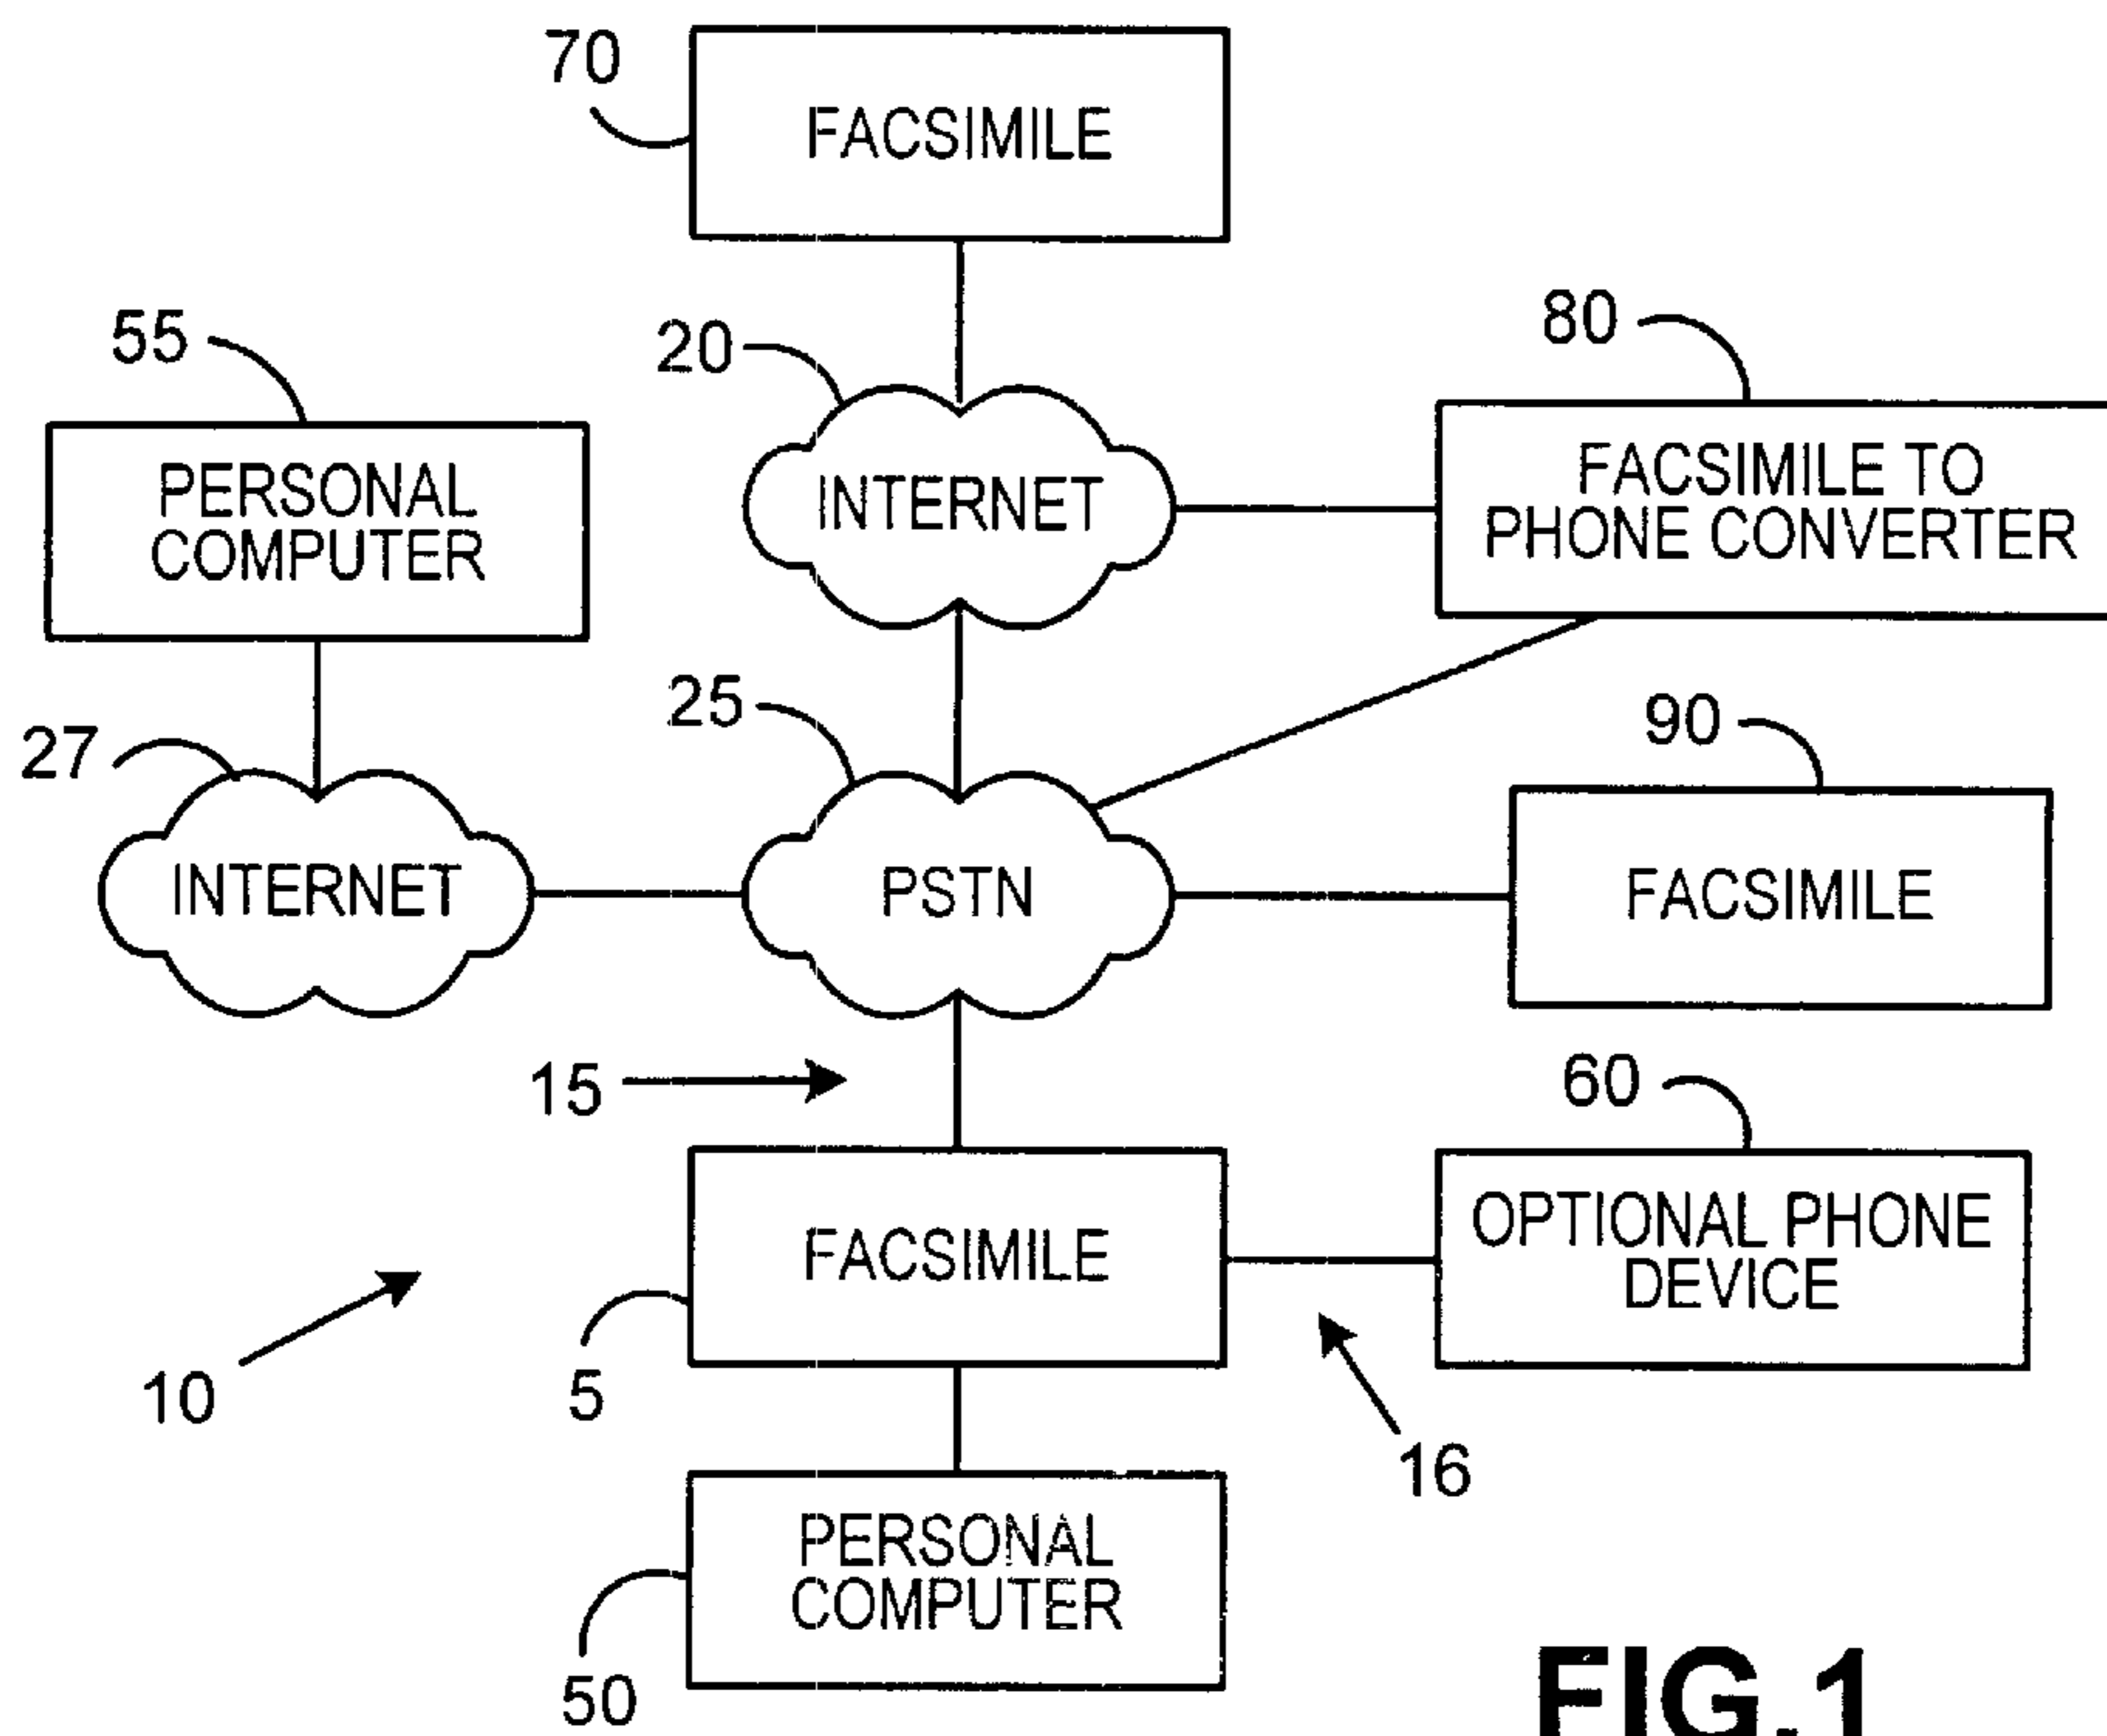 70
FACSIMILE
55
20
80
PERSONAL
COMPUTER
INTERNET
FACSIMILE TO
PHONE CONVERTER
27
25
90
INTERNET
PSTN
FACSIMILE
15
60
FACSIMILE
OPTIONAL PHONE
DEVICE
10
5
16
PERSONAL
COMPUTER
50
FIG.1